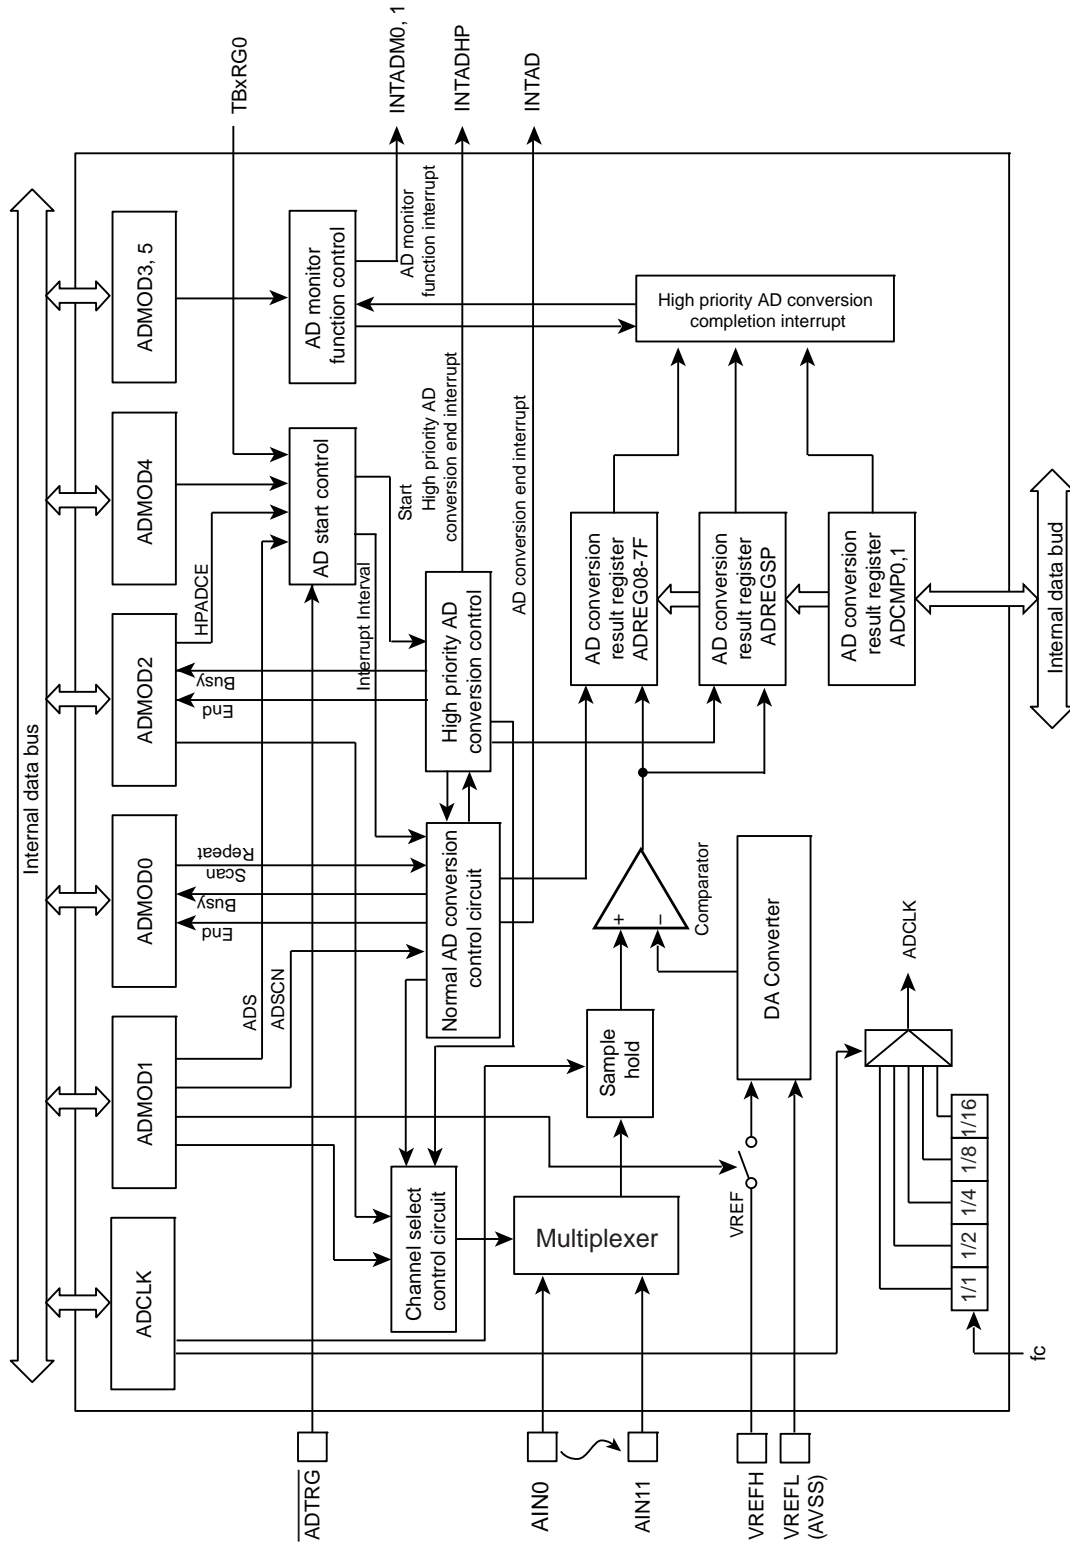 Internal data bus
ADCLK
ADMOD1
ADMOD0
ADMOD2
ADMOD4
ADMOD3, 5
ADS
ADSCN
End
Busy
Scan
Repeat
End
Busy
HPADCE
TBxRG0
ADTRG
AD start control
AD monitor
function control
INTADM0, 1
AD monitor
function interrupt
Interrupt Interval
Start
High priority AD
conversion end interrupt
INTADHP
Channel select
control circuit
Normal AD conversion
control circuit
High priority AD
conversion control
AD conversion end interrupt
INTAD
AIN0
AIN11
Multiplexer
Sample
hold
+
−
Comparator
AD conversion
result register
ADREG08-7F
AD conversion
result register
ADREGSP
AD conversion
result register
ADCMP0,1
High priority AD conversion
completion interrupt
VREFH
VREFL
(AVSS)
VREF
DA Converter
ADCLK
fc
1/1
1/2
1/4
1/8
1/16
Internal data bud